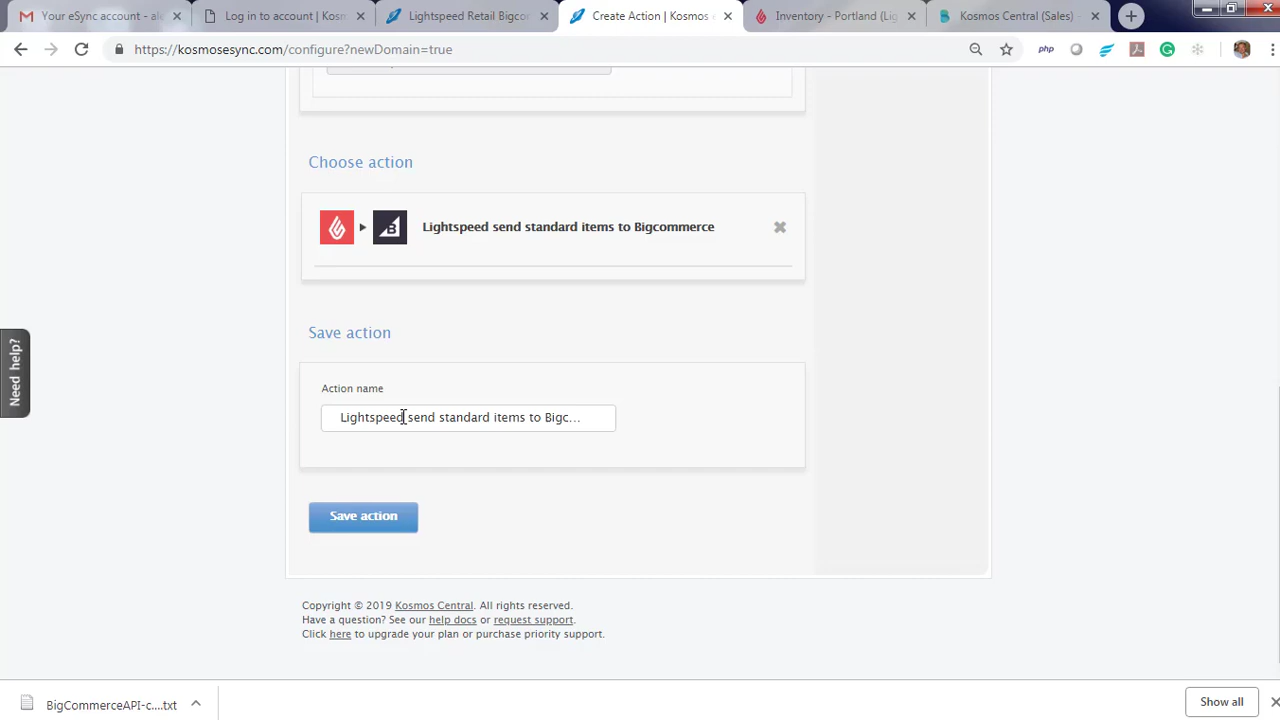 Your eSync account - ale
Log in to account | Kosm
Lightspeed Retail Bigcom
Create Action | Kosmos e
Inventory - Portland (Lig
Kosmos Central (Sales) -
https://kosmosesync.com/configure?newDomain=true
php
Choose action
Lightspeed send standard items to Bigcommerce
Save action
Need help?
Action name
Lightspeed send standard items to Bigc...
Save action
Copyright © 2019 Kosmos Central. All rights reserved.
Have a question? See our help docs or request support.
Click here to upgrade your plan or purchase priority support.
BigCommerceAPI-c....txt
Show all